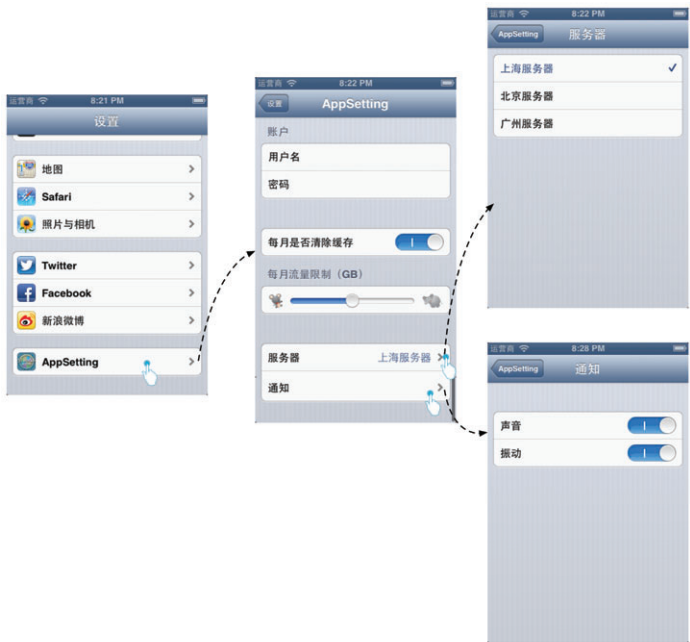 运营商 8:21 PM
设置
地图
Safari
照片与相机
Twitter
Facebook
新浪微博
AppSetting
运营商 8:22 PM
设置 AppSetting
账户
用户名
密码
每月是否清除缓存
每月流量限制（GB）
服务器 上海服务器
通知
运营商 8:22 PM
AppSetting 服务器
上海服务器
北京服务器
广州服务器
运营商 8:28 PM
AppSetting 通知
声音
振动